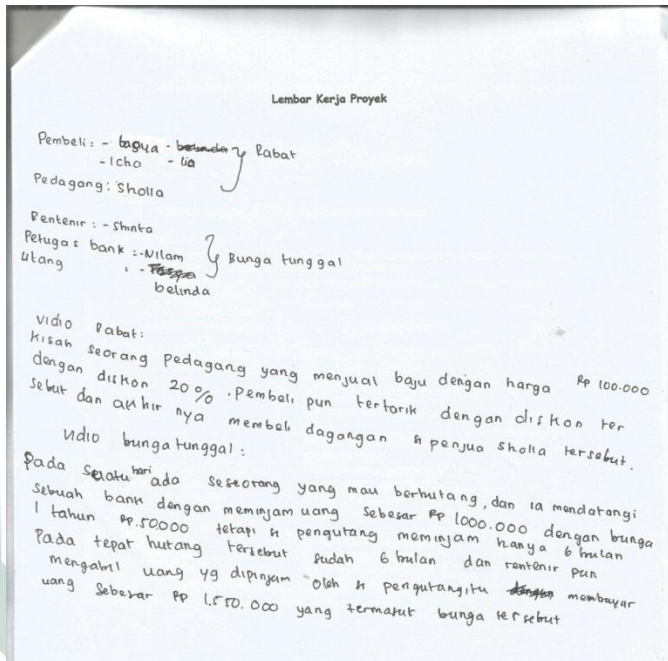 Lembar Kerja Proyek
Pembeli : - bagya - belinda } Rabat
- Icha - lia
Pedagang : Sholla
Rentenir : - Shinta
Petugas bank : - Nilam } Bunga tunggal
Utang : -
belinda
Vidio Rabat :
Kisah seorang pedagang yang menjual baju dengan harga Rp 100.000
dengan diskon 20 % . Pembeli pun tertarik dengan diskon ter
sebut dan akhir nya membeli dagangan si penjua Sholla tersebut.
Vidio bunga tunggal :
Pada suatu hari ada seseorang yang mau berhutang, dan ia mendatangi
sebuah bank dengan meminjam uang sebesar Rp 1000.000 dengan bunga
1 tahun Rp.50.000 tetapi si pengutang meminjam hanya 6 bulan
Pada tepat hutang tersebut sudah 6 bulan dan rentenir pun
mengabil uang yg dipinjam oleh si pengutang itu membayar
uang sebesar Rp 1.550.000 yang termasut bunga tersebut